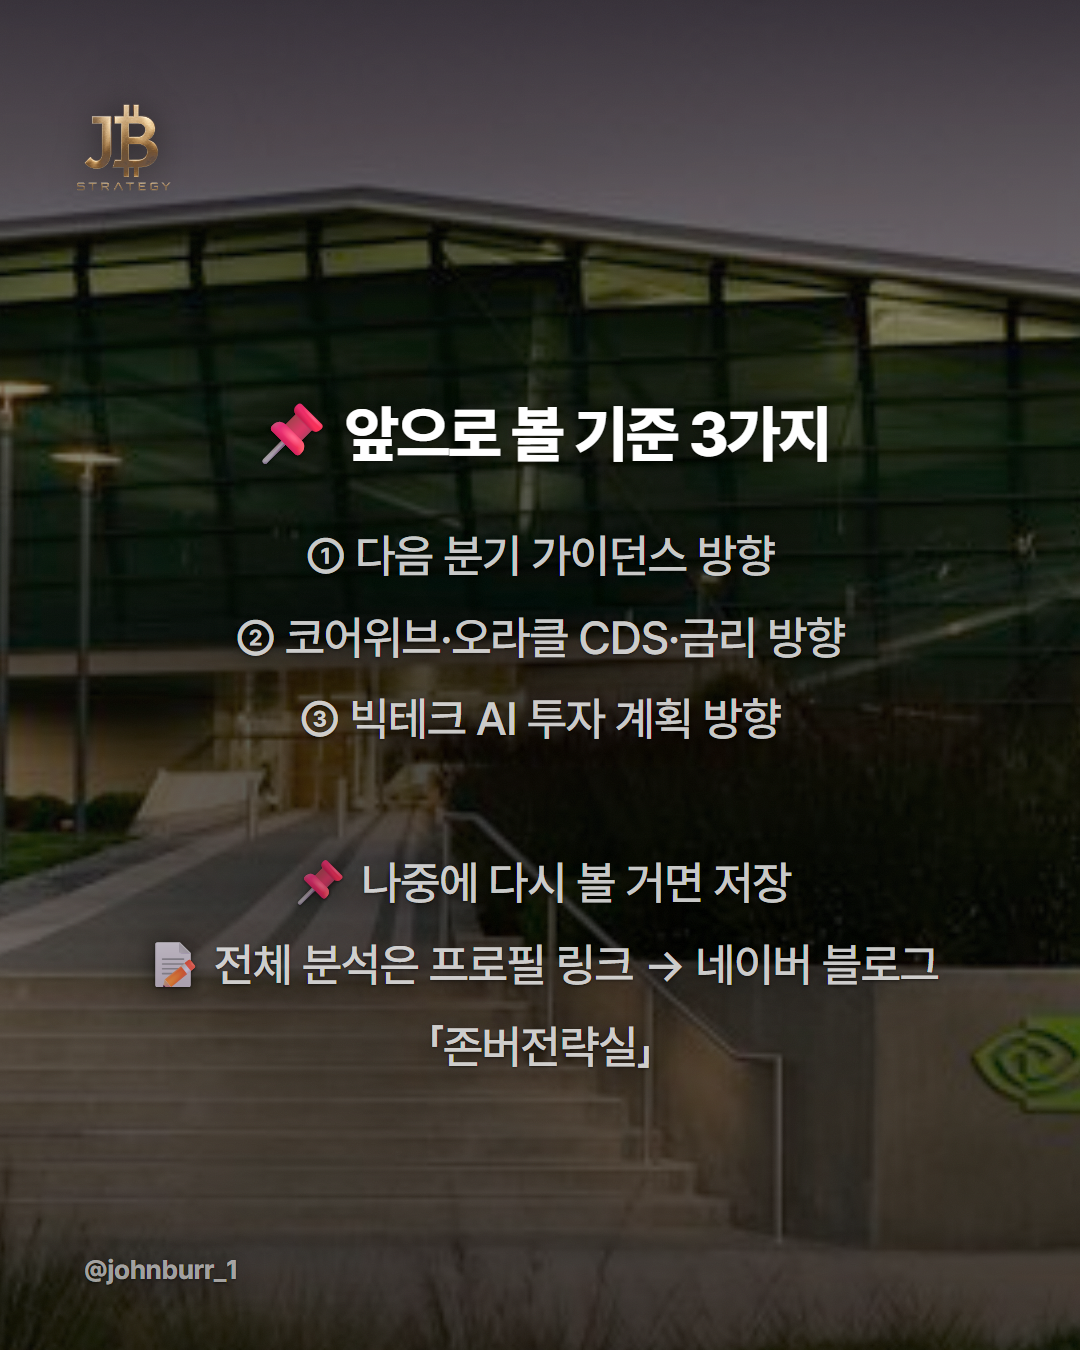 JB
STRATEGY
📌 앞으로 볼 기준 3가지
① 다음 분기 가이던스 방향
② 코어위브·오라클 CDS·금리 방향
③ 빅테크 AI 투자 계획 방향
📌 나중에 다시 볼 거면 저장
📝 전체 분석은 프로필 링크 → 네이버 블로그
「존버전략실」
@johnburr_1